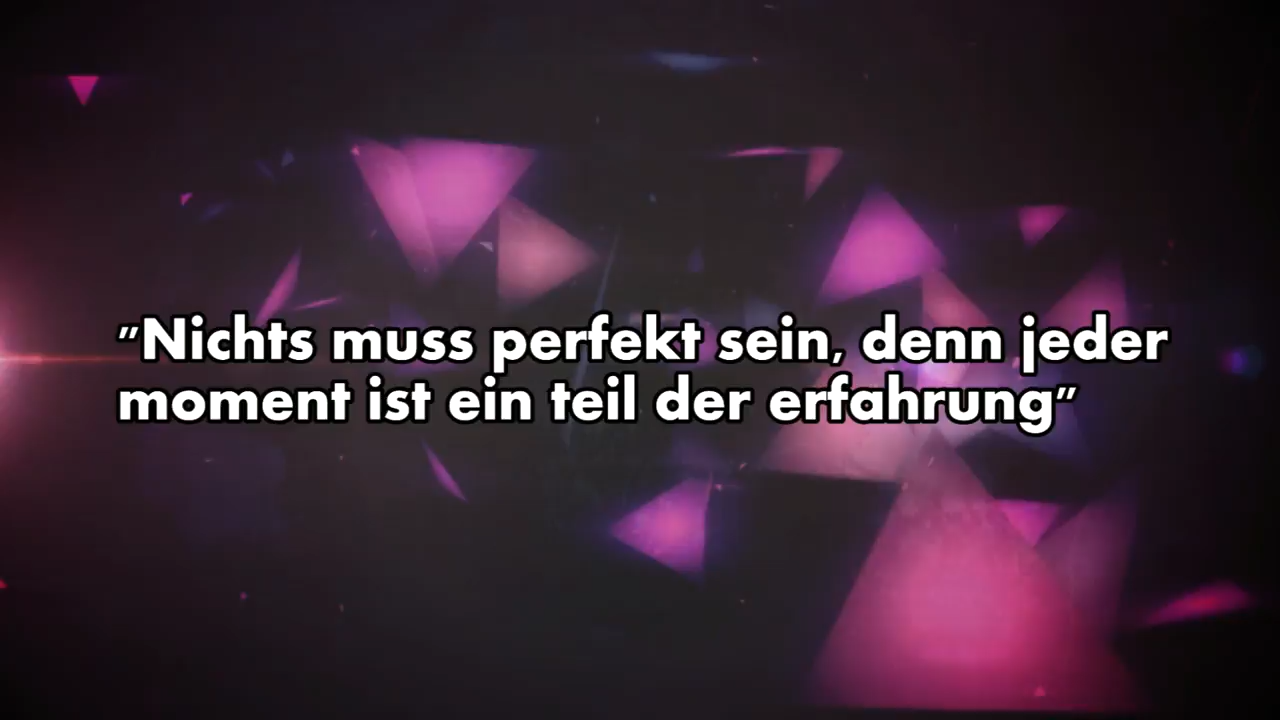 "Nichts muss perfekt sein, denn jeder
moment ist ein teil der erfahrung"